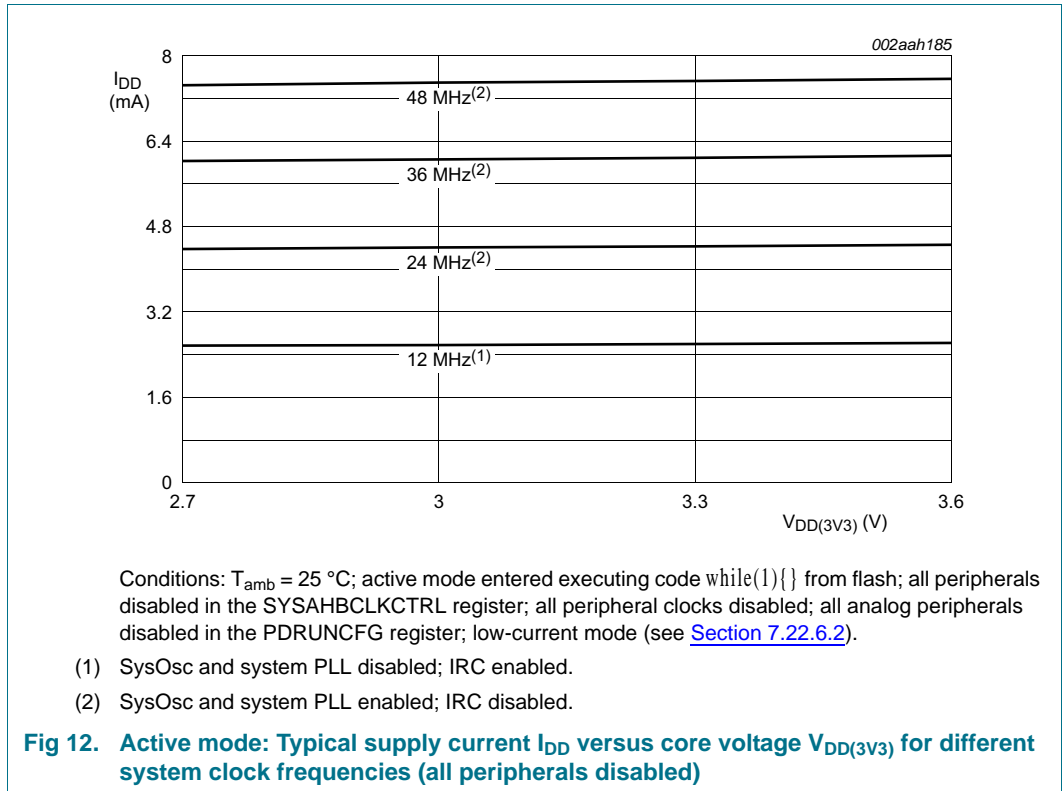 002aah185
8
IDD
(mA)
48 MHz(2)
6.4
36 MHz(2)
4.8
24 MHz(2)
3.2
12 MHz(1)
1.6
0
2.7 3 3.3 3.6
VDD(3V3) (V)
Conditions: Tamb = 25 °C; active mode entered executing code while(1){} from flash; all peripherals
disabled in the SYSAHBCLKCTRL register; all peripheral clocks disabled; all analog peripherals
disabled in the PDRUNCFG register; low-current mode (see Section 7.22.6.2).
(1) SysOsc and system PLL disabled; IRC enabled.
(2) SysOsc and system PLL enabled; IRC disabled.
Fig 12. Active mode: Typical supply current IDD versus core voltage VDD(3V3) for different
system clock frequencies (all peripherals disabled)